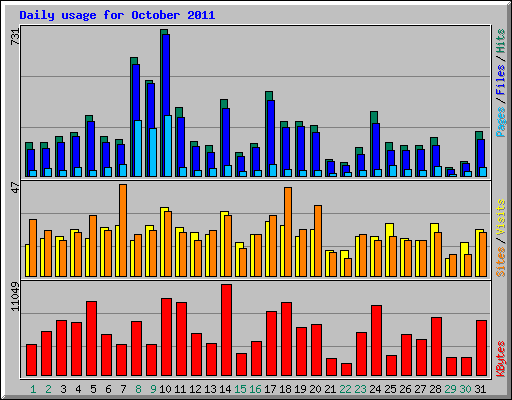 Daily usage for October 2011
731
Pages / Files / Hits
47
Sites / Visits
11049
KBytes
1 2 3 4 5 6 7 8 9 10 11 12 13 14 15 16 17 18 19 20 21 22 23 24 25 26 27 28 29 30 31